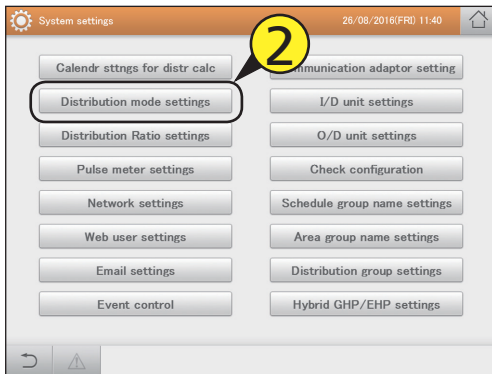 System settings
26/08/2016(FRI) 11:40
2
Calendr sttngs for distr calc
mmunication adaptor setting
Distribution mode settings
I/D unit settings
Distribution Ratio settings
O/D unit settings
Pulse meter settings
Check configuration
Network settings
Schedule group name settings
Web user settings
Area group name settings
Email settings
Distribution group settings
Event control
Hybrid GHP/EHP settings